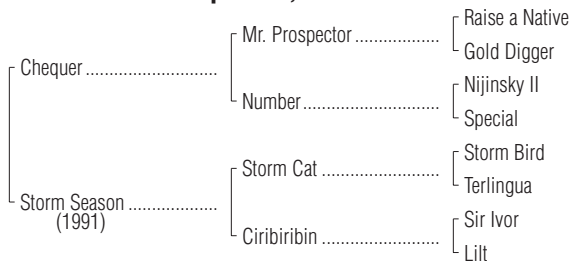 Raise a Native
Mr. Prospector ......................
Gold Digger
Chequer ...................................
Nijinsky II
Number ....................................
Special
Storm Bird
Storm Cat ...............................
Terlingua
Storm Season .......................
(1991)
Sir Ivor
Ciribiribin ................................
Lilt